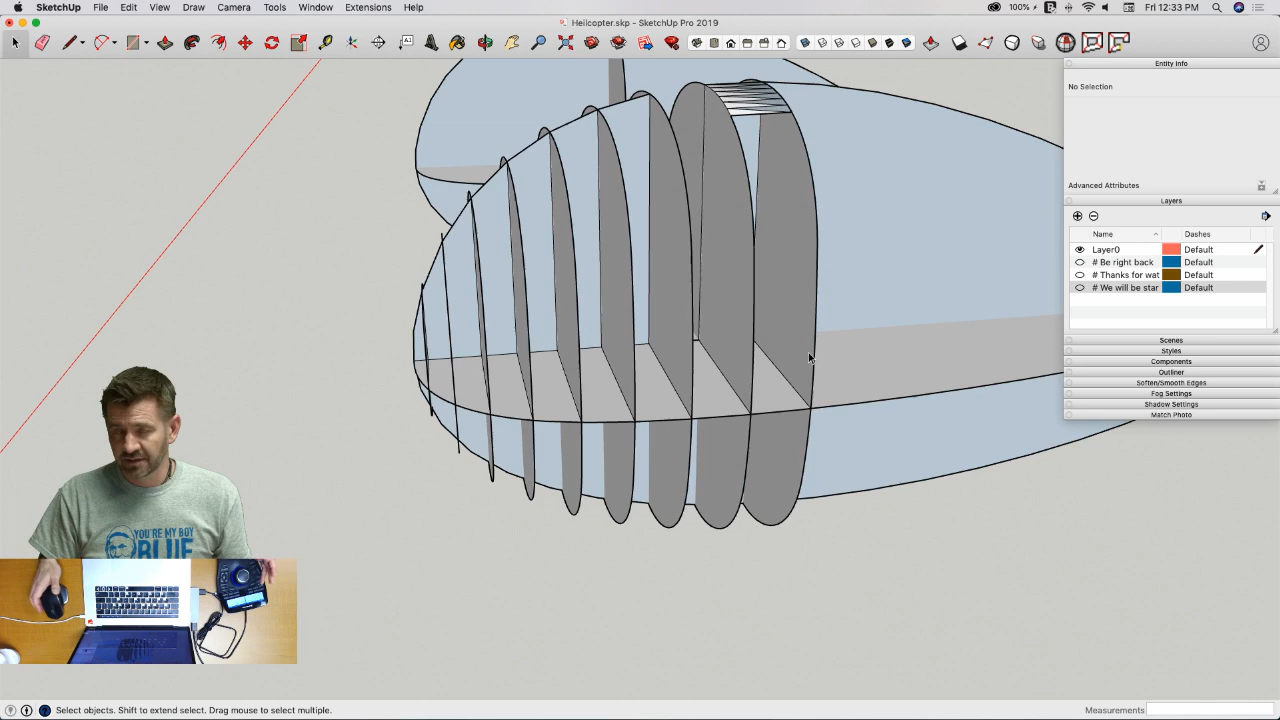 SketchUp File Edit View Draw Camera Tools Window Extensions Help
100% Fri 12:33 PM
Heilcopter.skp - SketchUp Pro 2019
Entity Info
No Selection
Advanced Attributes
Layers
Name Dashes
Layer0 Default
# Be right back Default
# Thanks for wat Default
# We will be star Default
Scenes
Styles
Components
Outliner
Soften/Smooth Edges
Fog Settings
Shadow Settings
Match Photo
YOU'RE MY BOY
BLUE
Select objects. Shift to extend select. Drag mouse to select multiple.
Measurements